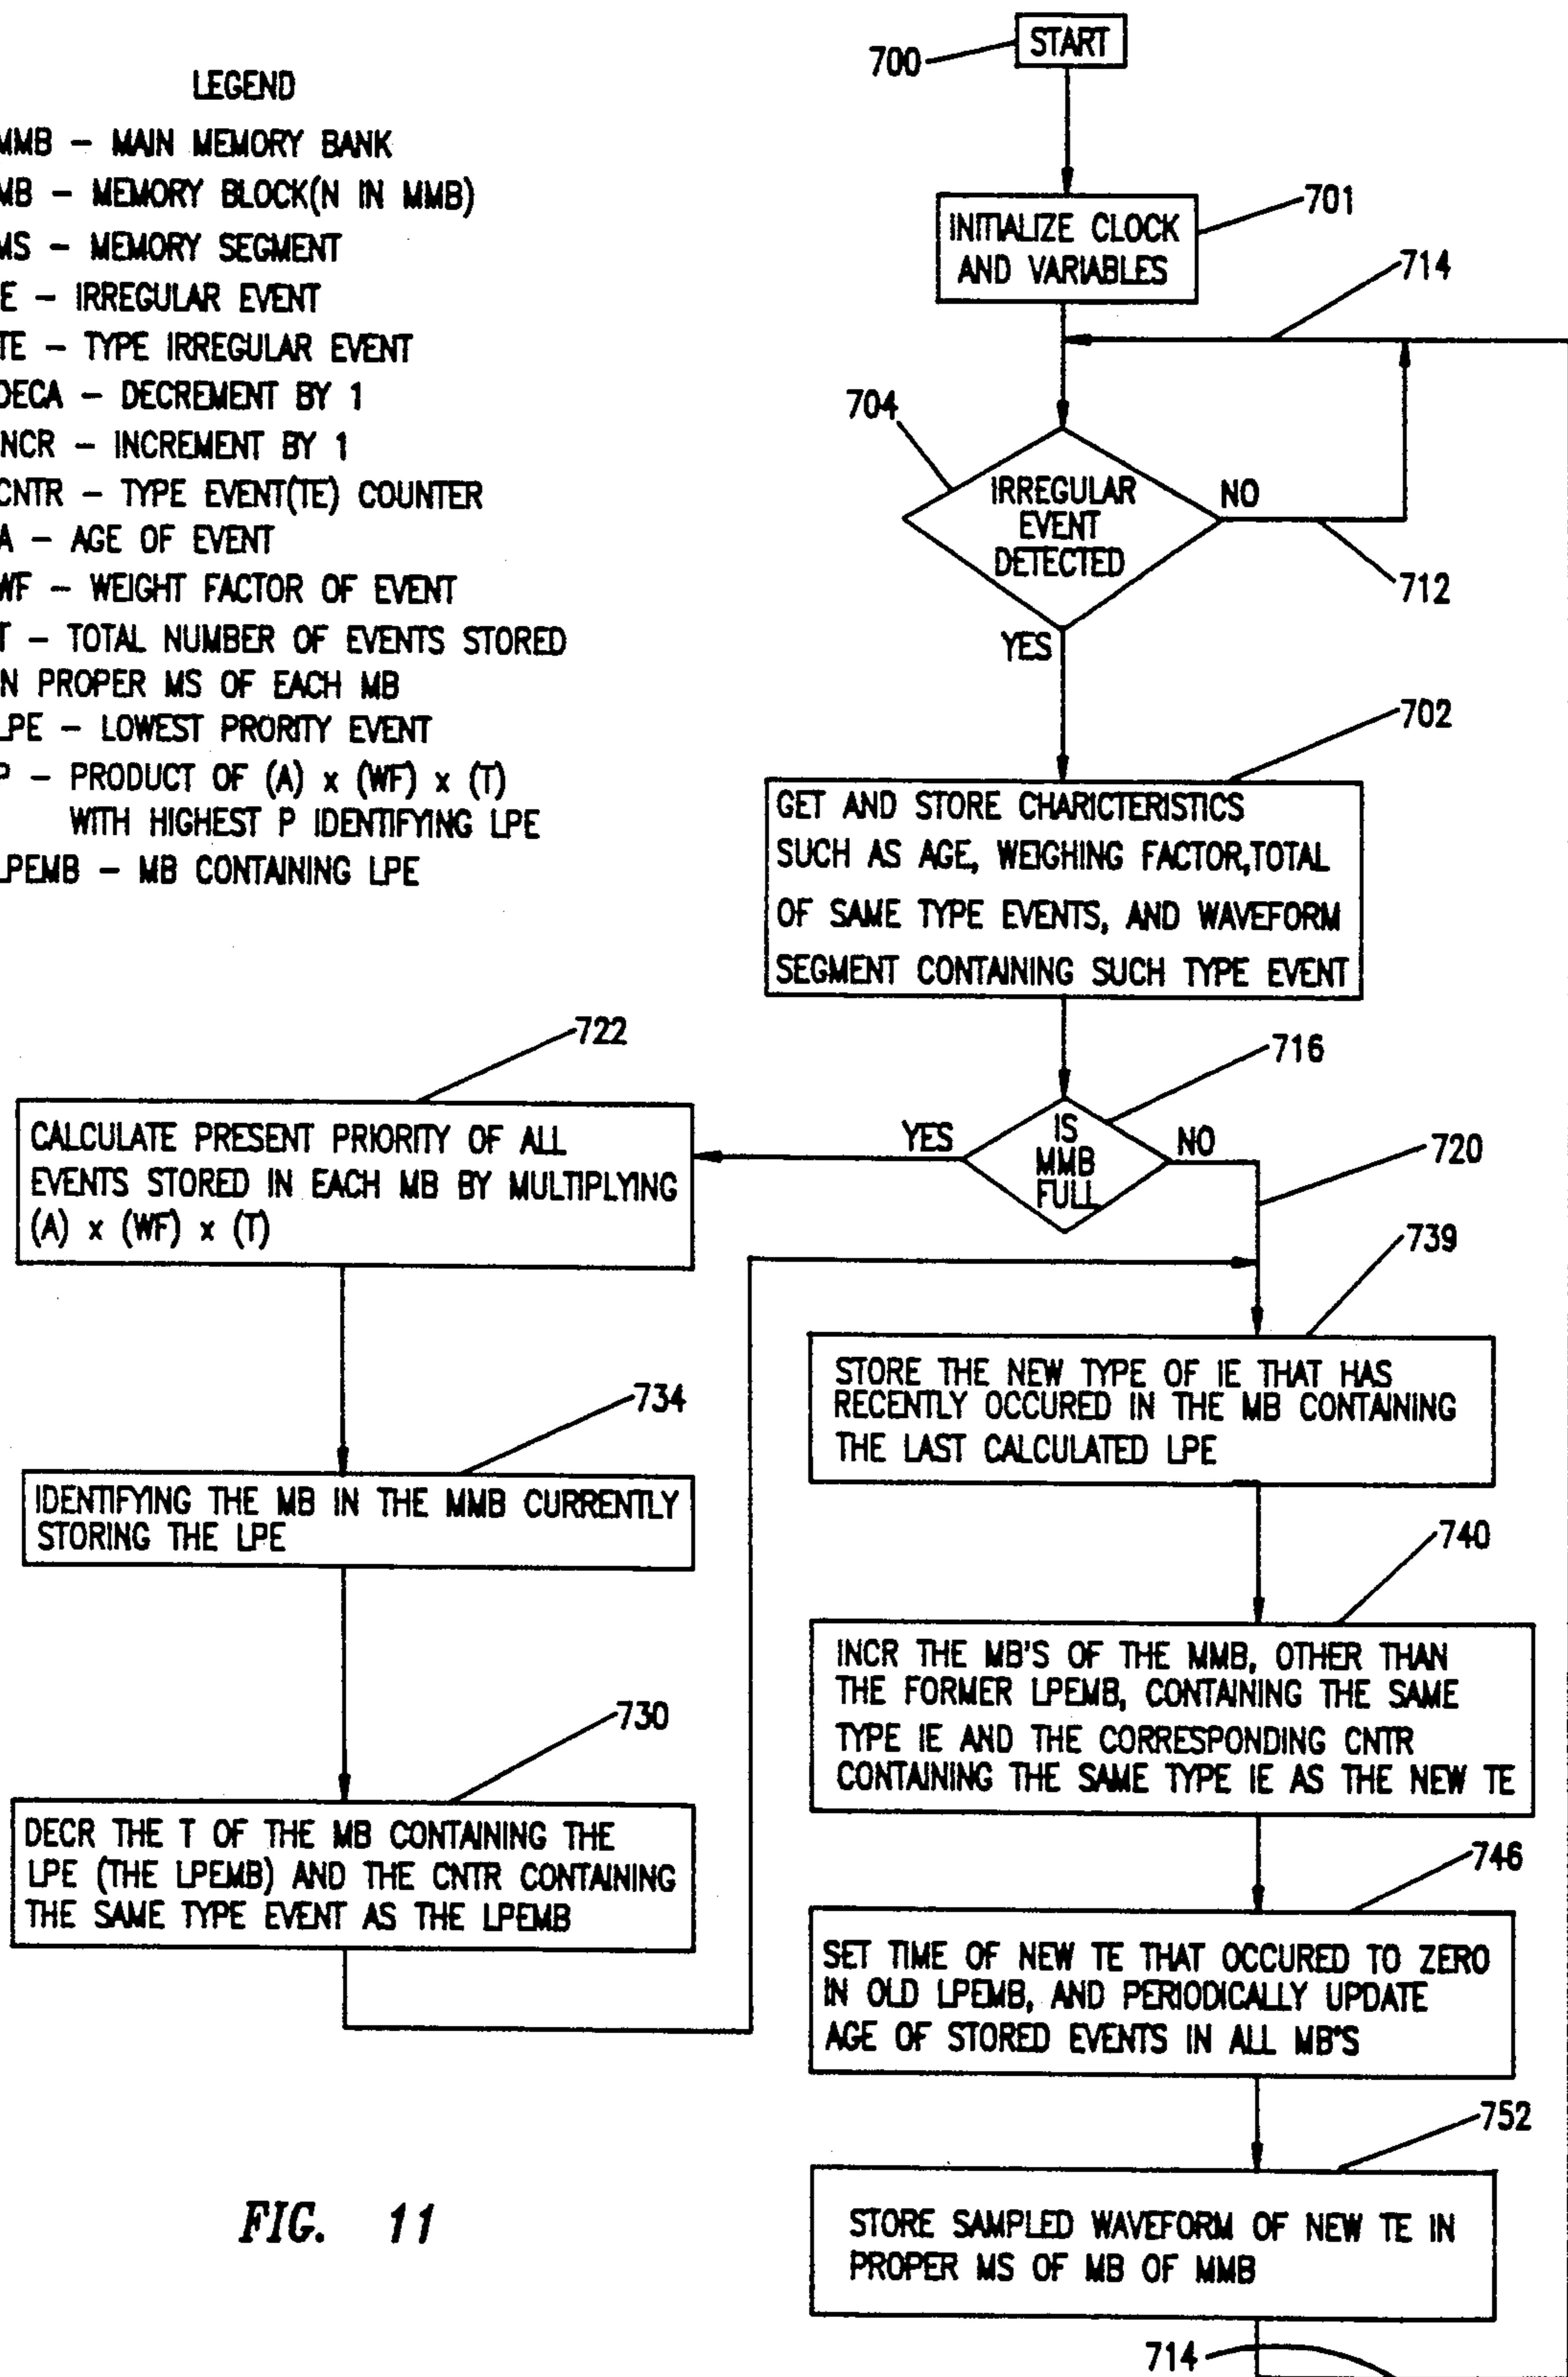 LEGEND
MMB – MAIN MEMORY BANK
MB – MEMORY BLOCK(N IN MMB)
MS – MEMORY SEGMENT
E – IRREGULAR EVENT
TE – TYPE IRREGULAR EVENT
DECA – DECREMENT BY 1
NCR – INCREMENT BY 1
CNTR – TYPE EVENT(TE) COUNTER
A – AGE OF EVENT
WF – WEIGHT FACTOR OF EVENT
T – TOTAL NUMBER OF EVENTS STORED
N PROPER MS OF EACH MB
LPE – LOWEST PRORITY EVENT
P – PRODUCT OF (A) x (WF) x (T)
WITH HIGHEST P IDENTIFYING LPE
LPEMB – MB CONTAINING LPE
700
START
701
INITIALIZE CLOCK
AND VARIABLES
714
704
IRREGULAR
EVENT
DETECTED
NO
712
YES
702
GET AND STORE CHARICTERISTICS
SUCH AS AGE, WEIGHING FACTOR,TOTAL
OF SAME TYPE EVENTS, AND WAVEFORM
SEGMENT CONTAINING SUCH TYPE EVENT
716
IS
MMB
FULL
YES
NO
720
722
CALCULATE PRESENT PRIORITY OF ALL
EVENTS STORED IN EACH MB BY MULTIPLYING
(A) x (WF) x (T)
734
IDENTIFYING THE MB IN THE MMB CURRENTLY
STORING THE LPE
730
DECR THE T OF THE MB CONTAINING THE
LPE (THE LPEMB) AND THE CNTR CONTAINING
THE SAME TYPE EVENT AS THE LPEMB
739
STORE THE NEW TYPE OF IE THAT HAS
RECENTLY OCCURED IN THE MB CONTAINING
THE LAST CALCULATED LPE
740
INCR THE MB'S OF THE MMB, OTHER THAN
THE FORMER LPEMB, CONTAINING THE SAME
TYPE IE AND THE CORRESPONDING CNTR
CONTAINING THE SAME TYPE IE AS THE NEW TE
746
SET TIME OF NEW TE THAT OCCURED TO ZERO
IN OLD LPEMB, AND PERIODICALLY UPDATE
AGE OF STORED EVENTS IN ALL MB'S
752
STORE SAMPLED WAVEFORM OF NEW TE IN
PROPER MS OF MB OF MMB
714
FIG. 11